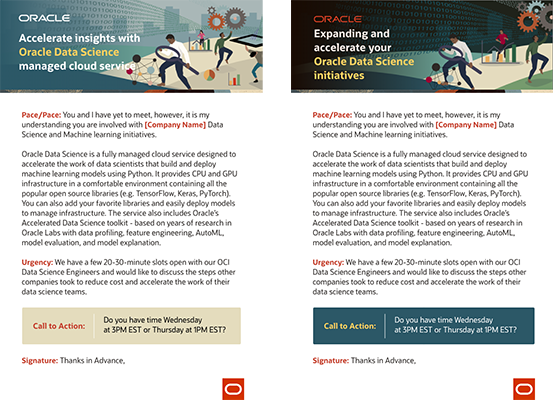 ORACLE
Accelerate insights with
Oracle Data Science
managed cloud service
Pace/Pace: You and I have yet to meet, however, it is my
understanding you are involved with [Company Name] Data
Science and Machine learning initiatives.
Oracle Data Science is a fully managed cloud service designed to
accelerate the work of data scientists that build and deploy
machine learning models using Python. It provides CPU and GPU
infrastructure in a comfortable environment containing all the
popular open source libraries (e.g. TensorFlow, Keras, PyTorch).
You can also add your favorite libraries and easily deploy models
to manage infrastructure. The service also includes Oracle's
Accelerated Data Science toolkit - based on years of research in
Oracle Labs with data profiling, feature engineering, AutoML,
model evaluation, and model explanation.
Urgency: We have a few 20-30-minute slots open with our OCI
Data Science Engineers and would like to discuss the steps other
companies took to reduce cost and accelerate the work of their
data science teams.
Call to Action:
Do you have time Wednesday
at 3PM EST or Thursday at 1PM EST?
Signature: Thanks in Advance,
ORACLE
Expanding and
accelerate your
Oracle Data Science
initiatives
Pace/Pace: You and I have yet to meet, however, it is my
understanding you are involved with [Company Name] Data
Science and Machine learning initiatives.
Oracle Data Science is a fully managed cloud service designed to
accelerate the work of data scientists that build and deploy
machine learning models using Python. It provides CPU and GPU
infrastructure in a comfortable environment containing all the
popular open source libraries (e.g. TensorFlow, Keras, PyTorch).
You can also add your favorite libraries and easily deploy models
to manage infrastructure. The service also includes Oracle's
Accelerated Data Science toolkit - based on years of research in
Oracle Labs with data profiling, feature engineering, AutoML,
model evaluation, and model explanation.
Urgency: We have a few 20-30-minute slots open with our OCI
Data Science Engineers and would like to discuss the steps other
companies took to reduce cost and accelerate the work of their
data science teams.
Call to Action:
Do you have time Wednesday
at 3PM EST or Thursday at 1PM EST?
Signature: Thanks in Advance,